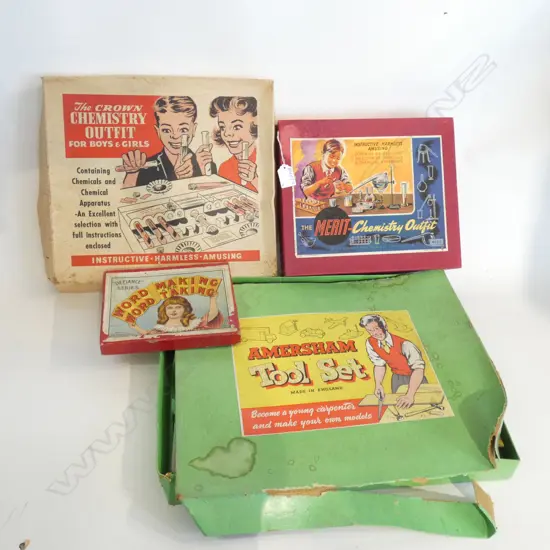 The CROWN
CHEMISTRY
OUTFIT
FOR BOYS & GIRLS
Containing
Chemicals and
Chemical
Apparatus
-An Excellent
selection with
Full Instructions
enclosed
INSTRUCTIVE·HARMLESS·AMUSING
INSTRUCTIVE, HARMLESS
AMUSING!
THE MERIT Chemistry Outfit
SERIES
WORD MAKING
WORD TAKING
AMERSHAM
Tool Set
MADE IN ENGLAND
Become a young carpenter
and make your own models